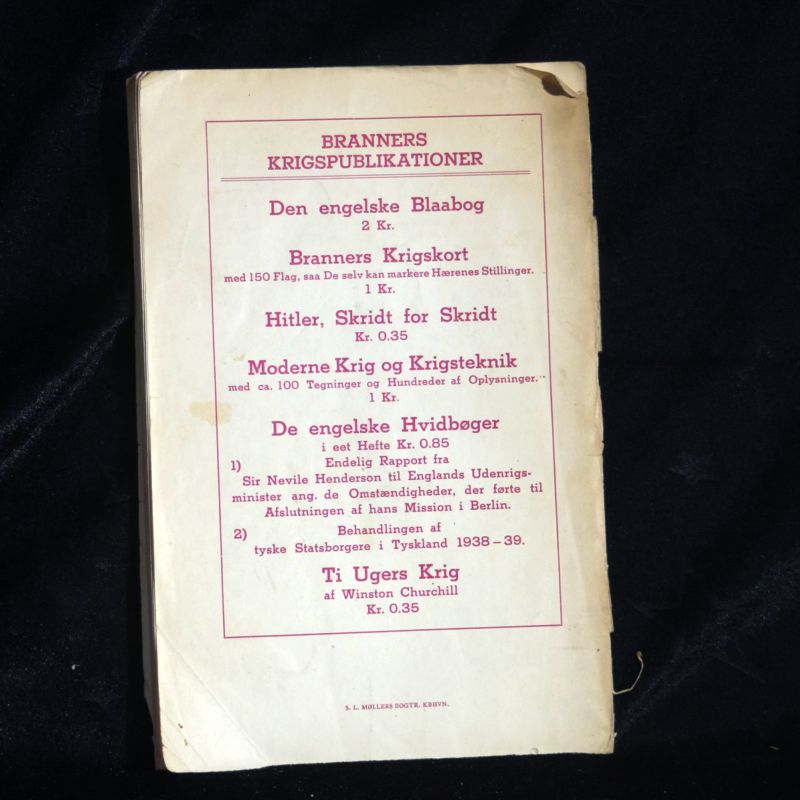 BRANNERS
KRIGSPUBLIKATIONER
Den engelske Blaabog
2 Kr.
Branners Krigskort
med 150 Flag, saa De selv kan markere Hærenes Stillinger.
1 Kr.
Hitler, Skridt for Skridt
Kr. 0.35
Moderne Krig og Krigsteknik
med ca. 100 Tegninger og Hundreder af Oplysninger.
1 Kr.
De engelske Hvidbøger
i eet Hefte Kr. 0.85
1) Endelig Rapport fra
Sir Nevile Henderson til Englands Udenrigs-
minister ang. de Omstændigheder, der førte til
Afslutningen af hans Mission i Berlin.
2) Behandlingen af
tyske Statsborgere i Tyskland 1938–39.
Ti Ugers Krig
af Winston Churchill
Kr. 0.35
S. L. MØLLERS BOGTR. KBHVN.